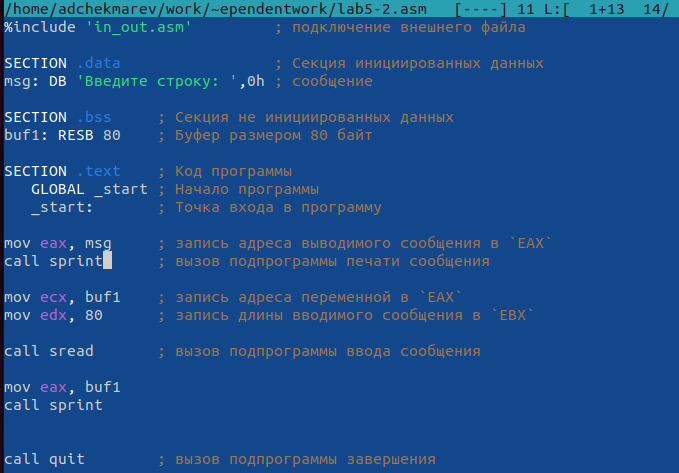 /home/adchekmarev/work/~ependentwork/lab5-2.asm   [----] 11 L:[  1+13  14/
%include 'in_out.asm'         ; подключение внешнего файла
SECTION .data                 ; Секция инициированных данных
msg: DB 'Введите строку: ',0h ; сообщение
SECTION .bss     ; Секция не инициированных данных
buf1: RESB 80    ; Буфер размером 80 байт
SECTION .text    ; Код программы
   GLOBAL _start ; Начало программы
   _start:       ; Точка входа в программу
mov eax, msg     ; запись адреса выводимого сообщения в `EAX`
call sprint      ; вызов подпрограммы печати сообщения
mov ecx, buf1    ; запись адреса переменной в `EAX`
mov edx, 80      ; запись длины вводимого сообщения в `EBX`
call sread       ; вызов подпрограммы ввода сообщения
mov eax, buf1
call sprint
call quit        ; вызов подпрограммы завершения